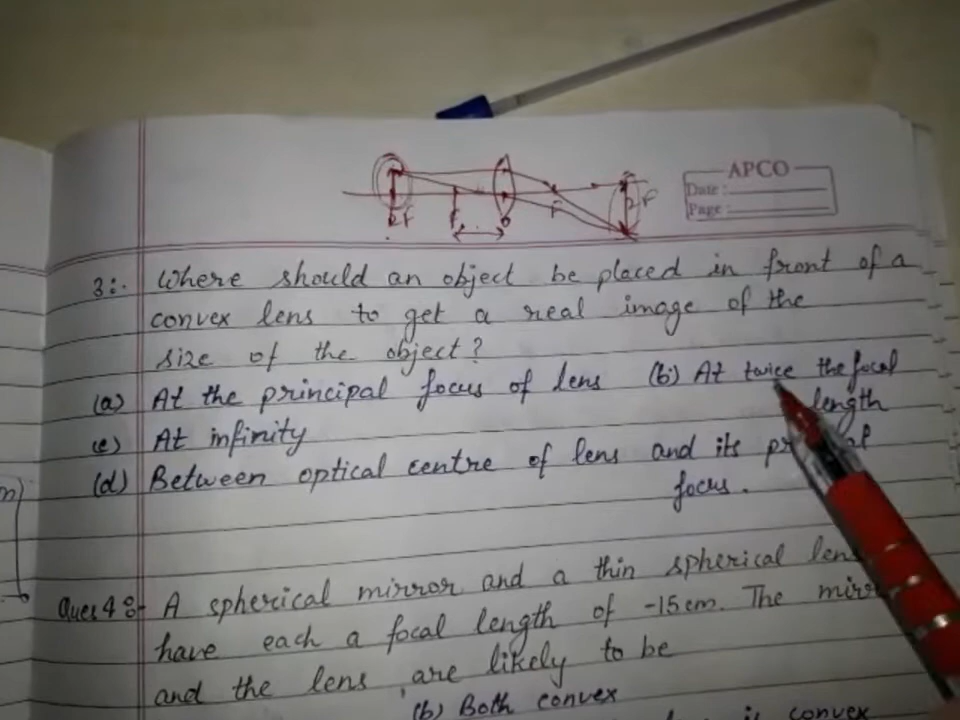 2F F O F 2F
APCO
Date:
Page:
3:. Where should an object be placed in front of a
convex lens to get a real image of the
size of the object?
(a) At the principal focus of lens (b) At twice the focal
length
(c) At infinity
(d) Between optical centre of lens and its
focus.
Ques 4:- A spherical mirror and a thin spherical
have each a focal length of -15cm. The
and the lens are likely to be
(b) Both convex
convex